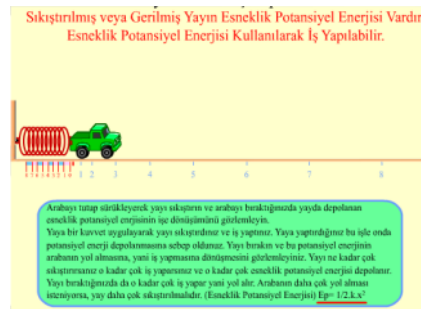 Sıkıştırılmış veya Gerilmiş Yayın Esneklik Potansiyel Enerjisi Vardır
Esneklik Potansiyel Enerjisi Kullanılarak İş Yapılabilir.
1 2 3 4 5 6 7 8
Arabayı tutap sürükleyerek yayı sıkıştırın ve arabayı bıraktığınızda yayda depolanan
esneklik potansiyel enrjisinin işe dönüşümünü gözlemleyin.
Yaya bir kuvvet uygulayarak yayı sıkıştırdınız ve iş yaptınız. Yaya yaptırdığınız bu işle onda
potansiyel enerji depolanmasına sebep oldunuz. Yayı bırakın ve bu potansiyel enerjinin
arabanın yol almasına, yani iş yapmasına dönüşmesini gözlemleyiniz. Yayı ne kadar çok
sıkıştırırsanız o kadar çok iş yaparsınız ve o kadar çok esneklik potansiyel enerjisi depolanır.
Yayı bıraktığınızda da o kadar çok iş yapar yani yol alır. Arabanın daha çok yol alması
isteniyorsa, yay daha çok sıkıştırılmalıdır. (Esneklik Potansiyel Enerjisi) Ep= 1/2.k.x²